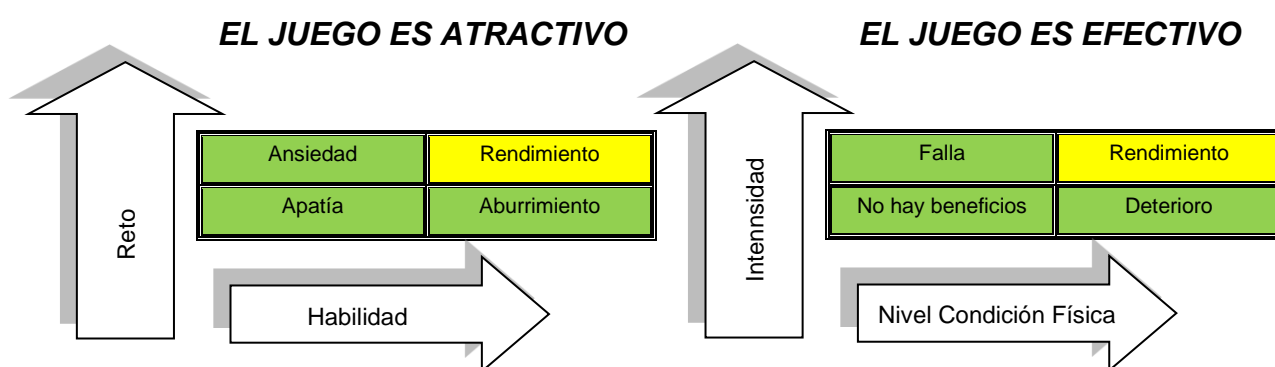 EL JUEGO ES ATRACTIVO
Reto
Ansiedad Rendimiento
Apatía Aburrimiento
Habilidad
EL JUEGO ES EFECTIVO
Intennsidad
Falla Rendimiento
No hay beneficios Deterioro
Nivel Condición Física